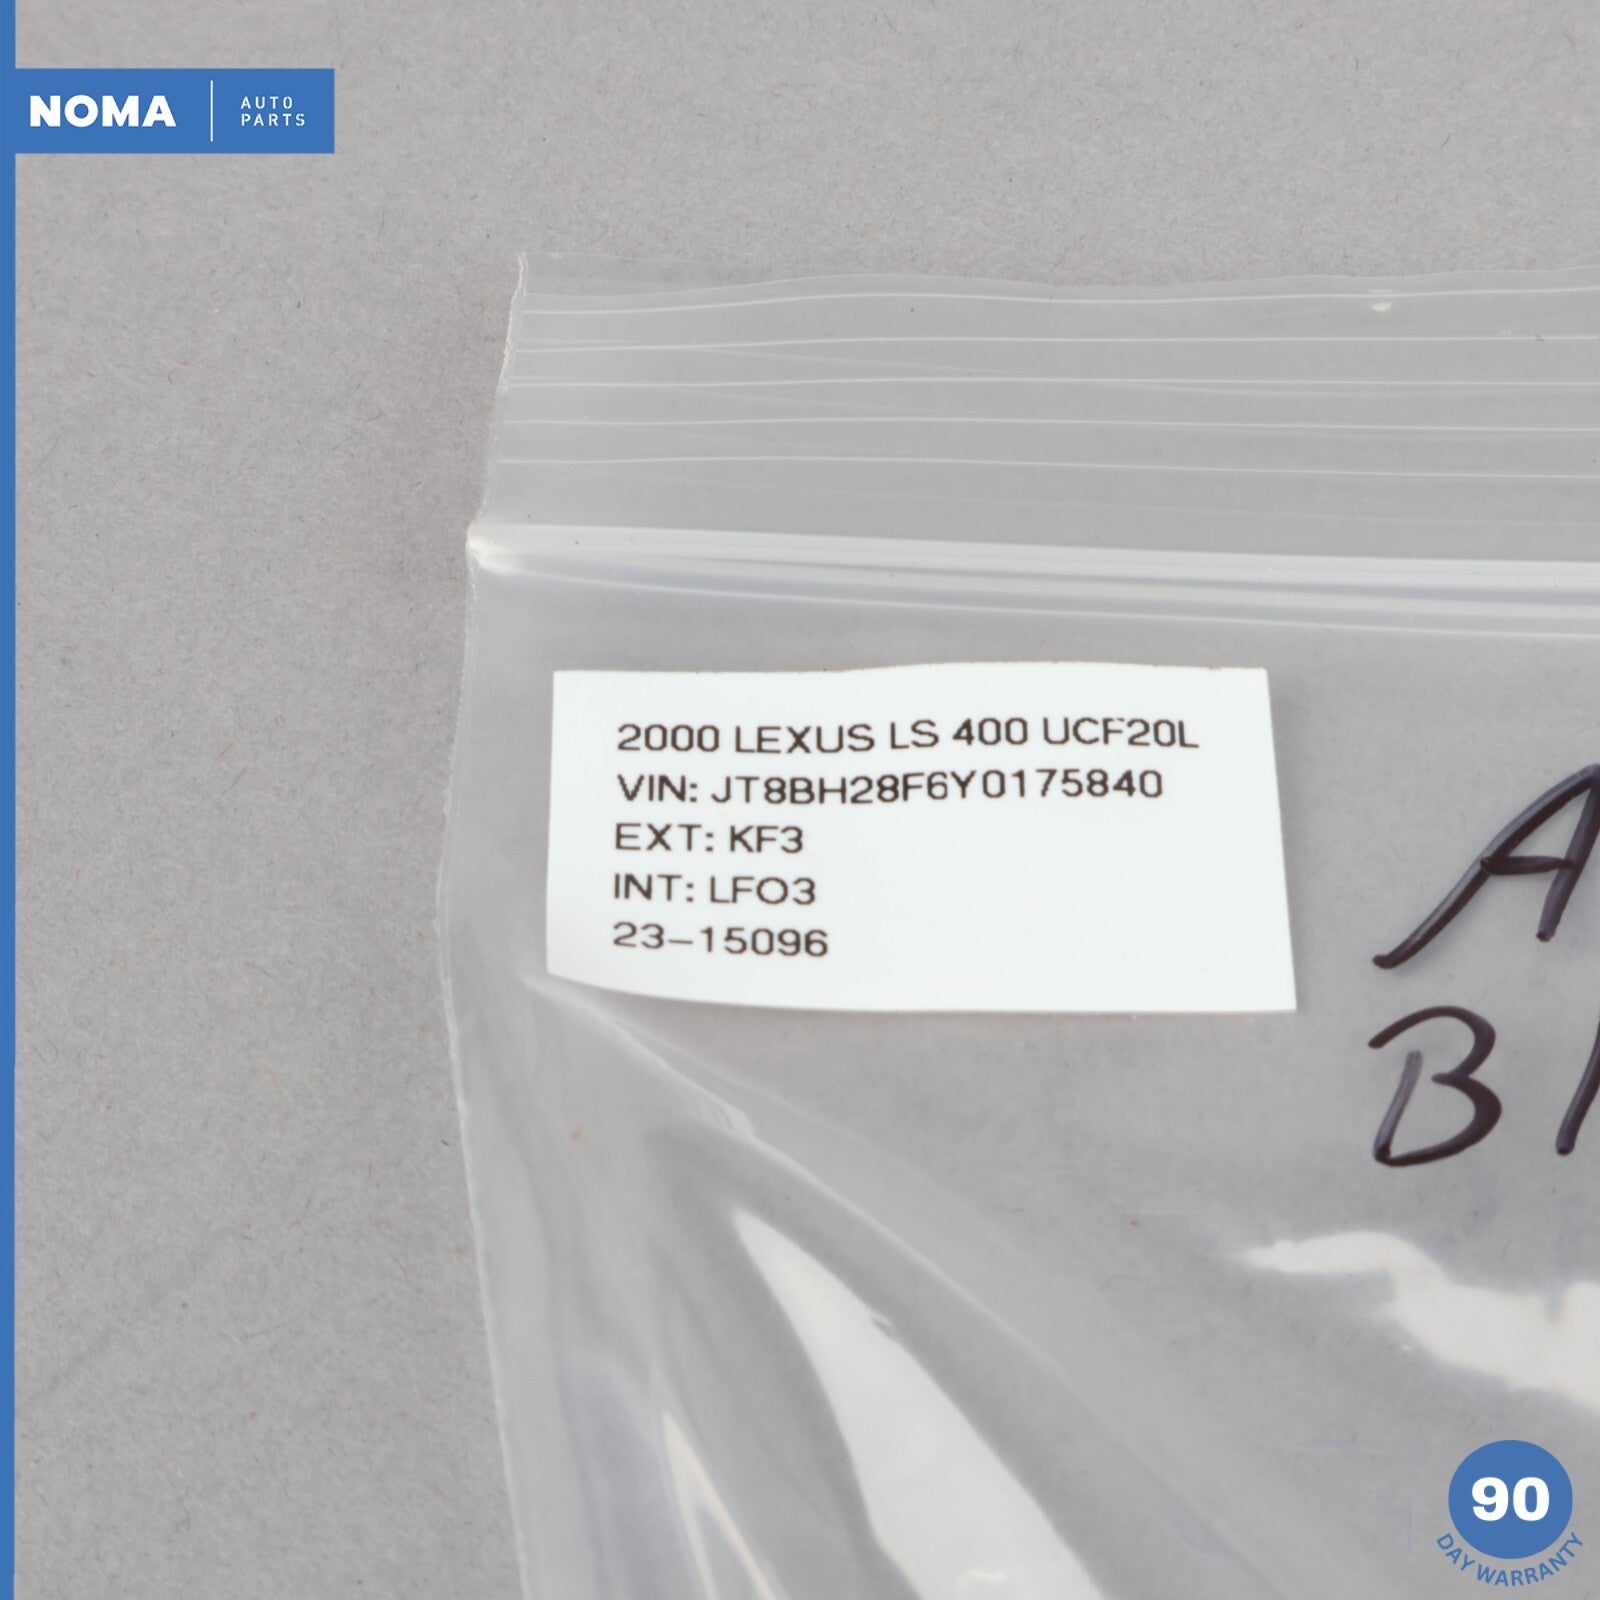 NOMA
AUTO
PARTS
2000 LEXUS LS 400 UCF20L
VIN: JT8BH28F6Y0175840
EXT: KF3
INT: LFO3
23-15096
A
B
90
DAY WARRANTY